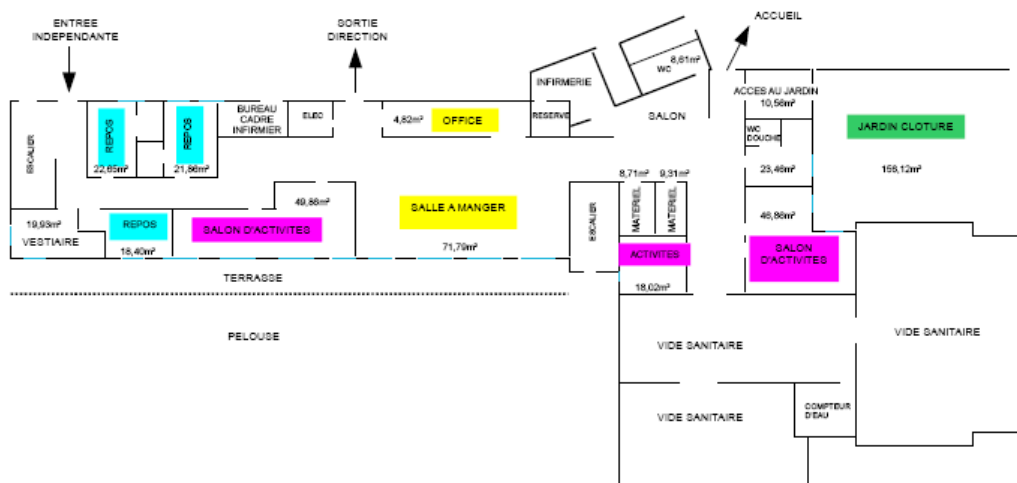 ENTREE
INDEPENDANTE
SORTIE
DIRECTION
ACCUEIL
8,61m²
WC
INFIRMERIE
ACCES AU JARDIN
10,56m²
BUREAU
CADRE
INFIRMIER
ELEC
4,82m²
OFFICE
RESERVE
SALON
WC
DOUCHE
JARDIN CLOTURE
ESCALIER
REPOS
REPOS
22,65m²
21,86m²
23,46m²
156,12m²
8,71m²
9,31m²
49,86m²
SALLE A MANGER
ESCALIER
MATERIEL
MATERIEL
46,86m²
19,93m²
VESTIAIRE
REPOS
SALON D'ACTIVITES
18,40m²
71,79m²
ACTIVITES
SALON
D'ACTIVITES
TERRASSE
18,02m²
PELOUSE
VIDE SANITAIRE
VIDE SANITAIRE
VIDE SANITAIRE
COMPTEUR
D'EAU